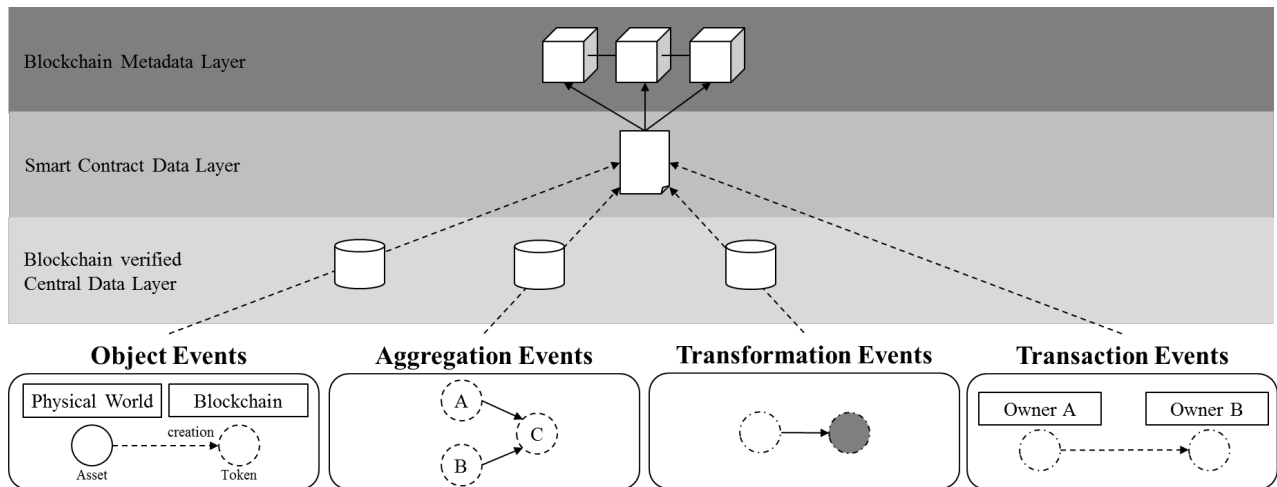 Blockchain Metadata Layer
Smart Contract Data Layer
Blockchain verified
Central Data Layer
Object Events
Aggregation Events
Transformation Events
Transaction Events
Physical World
Blockchain
creation
Asset
Token
A
B
C
Owner A
Owner B